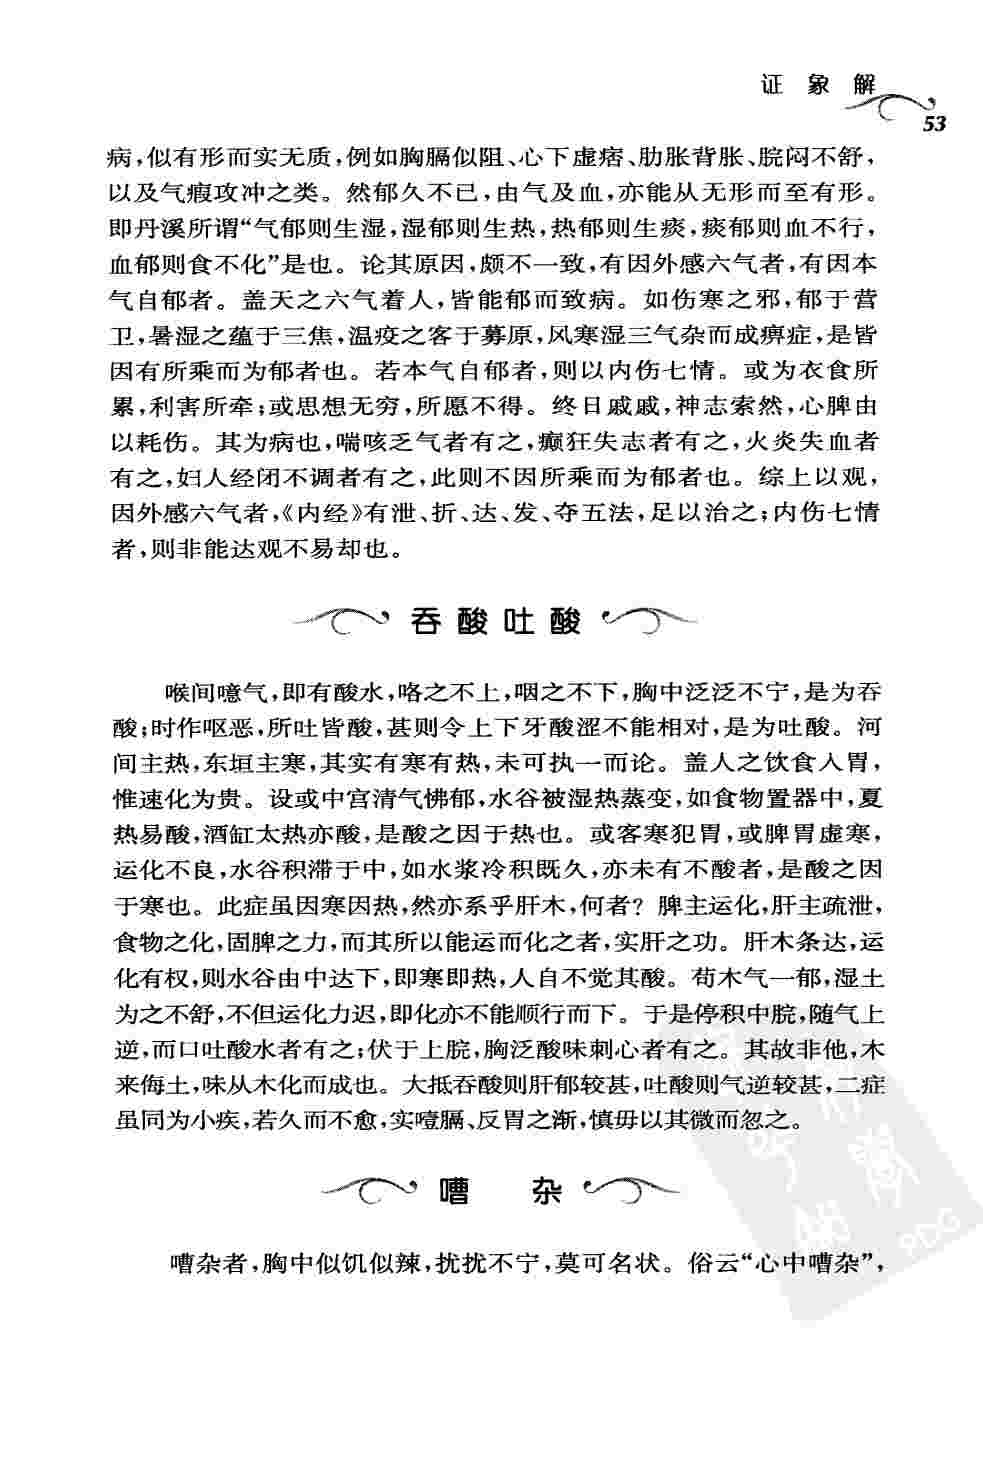 证象解
53
病,似有形而实无质,例如胸膈似阻、心下虚痞、肋胀背胀、脘闷不舒,
以及气瘕攻冲之类。然郁久不已,由气及血,亦能从无形而至有形。
即丹溪所谓“气郁则生湿,湿郁则生热,热郁则生痰,痰郁则血不行,
血郁则食不化”是也。论其原因,颇不一致,有因外感六气者,有因本
气自郁者。盖天之六气着人,皆能郁而致病。如伤寒之邪,郁于营
卫,暑湿之蕴于三焦,温疫之客于募原,风寒湿三气杂而成痹症,是皆
因有所乘而为郁者也。若本气自郁者,则以内伤七情。或为衣食所
累,利害所牵;或思想无穷,所愿不得。终日戚戚,神志索然,心脾由
以耗伤。其为病也,喘咳乏气者有之,癫狂失志者有之,火炎失血者
有之,妇人经闭不调者有之,此则不因所乘而为郁者也。综上以观,
因外感六气者,《内经》有泄、折、达、发、夺五法,足以治之;内伤七情
者,则非能达观不易却也。
吞酸吐酸
喉间噫气,即有酸水,咯之不上,咽之不下,胸中泛泛不宁,是为吞
酸;时作呕恶,所吐皆酸,甚则令上下牙酸涩不能相对,是为吐酸。河
间主热,东垣主寒,其实有寒有热,未可执一而论。盖人之饮食入胃,
惟速化为贵。设或中宫清气怫郁,水谷被湿热蒸变,如食物置器中,夏
热易酸,酒缸太热亦酸,是酸之因于热也。或客寒犯胃,或脾胃虚寒,
运化不良,水谷积滞于中,如水浆冷积既久,亦未有不酸者,是酸之因
于寒也。此症虽因寒因热,然亦系乎肝木,何者?脾主运化,肝主疏泄,
食物之化,固脾之力,而其所以能运而化之者,实肝之功。肝木条达,运
化有权,则水谷由中达下,即寒即热,人自不觉其酸。苟木气一郁,湿土
为之不舒,不但运化力迟,即化亦不能顺行而下。于是停积中脘,随气上
逆,而口吐酸水者有之;伏于上脘,胸泛酸味刺心者有之。其故非他,木
来侮土,味从木化而成也。大抵吞酸则肝郁较甚,吐酸则气逆较甚,二症
虽同为小疾,若久而不愈,实噎膈、反胃之渐,慎毋以其微而忽之。
嘈杂
嘈杂者,胸中似饥似辣,扰扰不宁,莫可名状。俗云“心中嘈杂”,
PDG